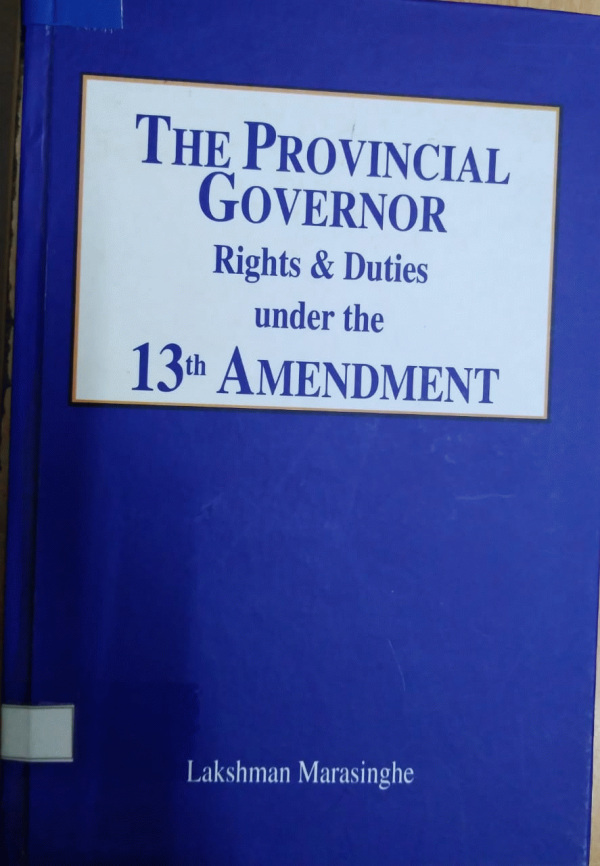 THE PROVINCIAL
GOVERNOR
Rights & Duties
under the
13th AMENDMENT
Lakshman Marasinghe